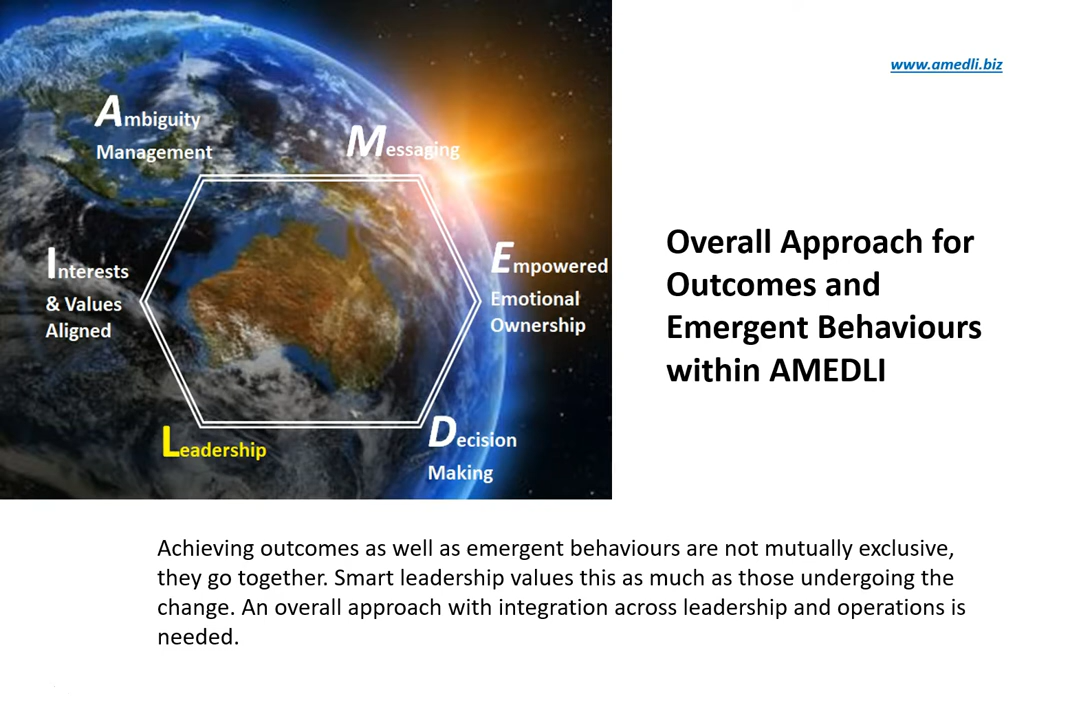 www.amedli.biz
Ambiguity
Management
Messaging
Interests
& Values
Aligned
Empowered
Emotional
Ownership
Leadership
Decision
Making
Overall Approach for
Outcomes and
Emergent Behaviours
within AMEDLI
Achieving outcomes as well as emergent behaviours are not mutually exclusive,
they go together. Smart leadership values this as much as those undergoing the
change. An overall approach with integration across leadership and operations is
needed.